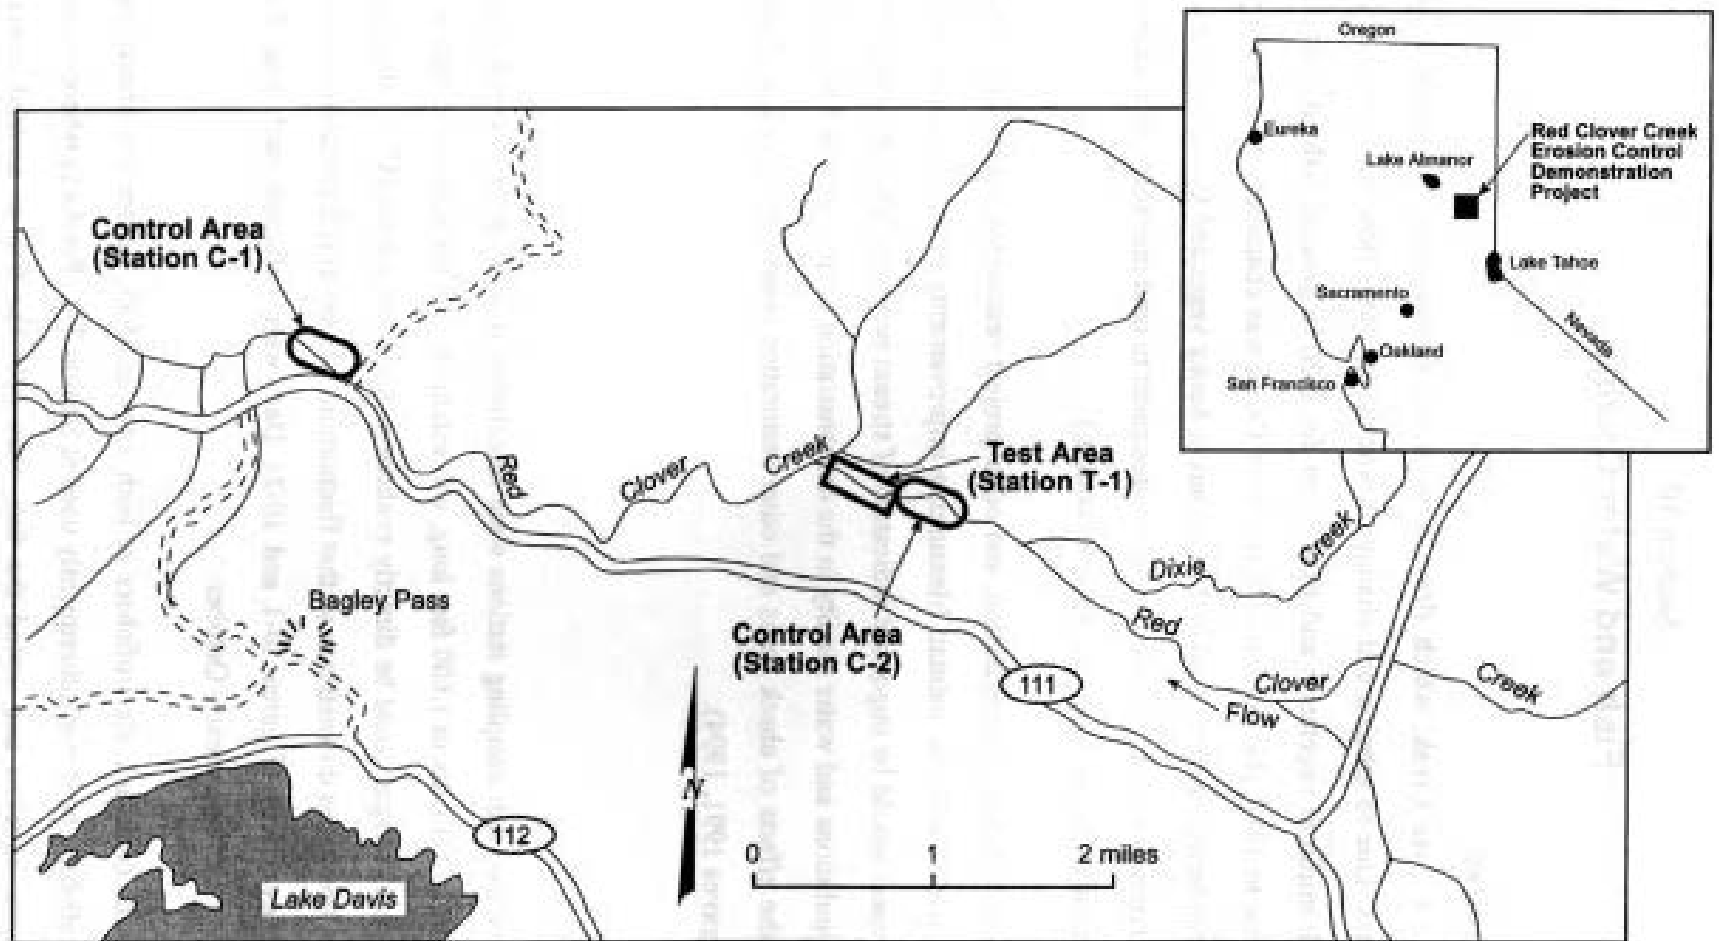 Oregon
Eureka
Lake Almanor
Red Clover Creek
Erosion Control
Demonstration
Project
Lake Tahoe
Sacramento
Nevada
Oakland
San Francisco
Control Area
(Station C-1)
Red
Clover
Creek
Test Area
(Station T-1)
Dixie
Creek
Bagley Pass
Control Area
(Station C-2)
Red
Clover
Creek
Flow
111
112
N
0 1 2 miles
Lake Davis